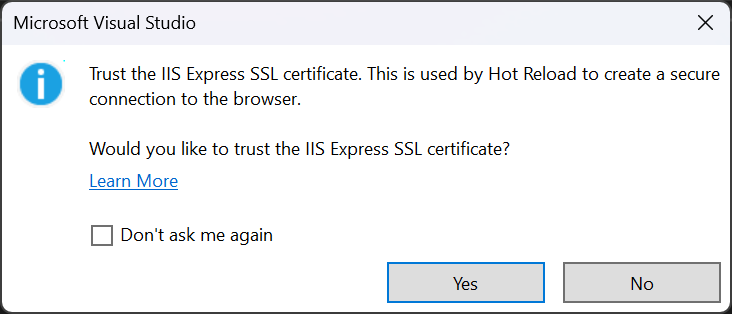 Microsoft Visual Studio
Trust the IIS Express SSL certificate. This is used by Hot Reload to create a secure
connection to the browser.
Would you like to trust the IIS Express SSL certificate?
Learn More
Don't ask me again
Yes
No